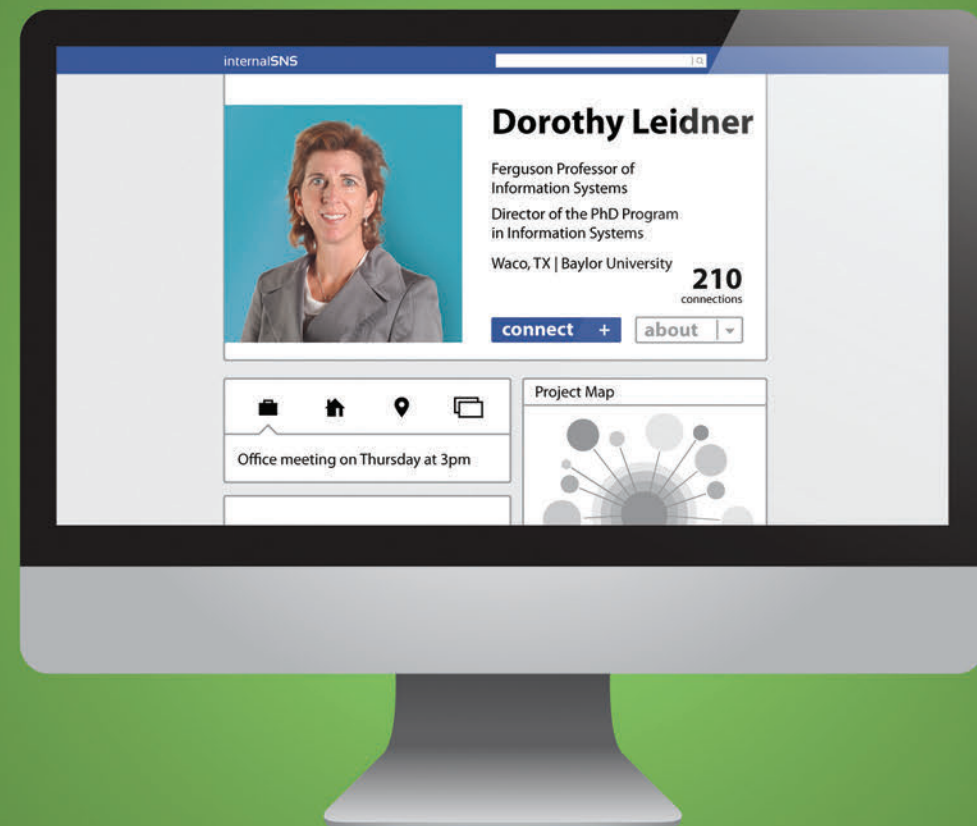 internalSNS
Dorothy Leidner
Ferguson Professor of
Information Systems
Director of the PhD Program
in Information Systems
Waco, TX | Baylor University
210
connections
connect +
about
Office meeting on Thursday at 3pm
Project Map